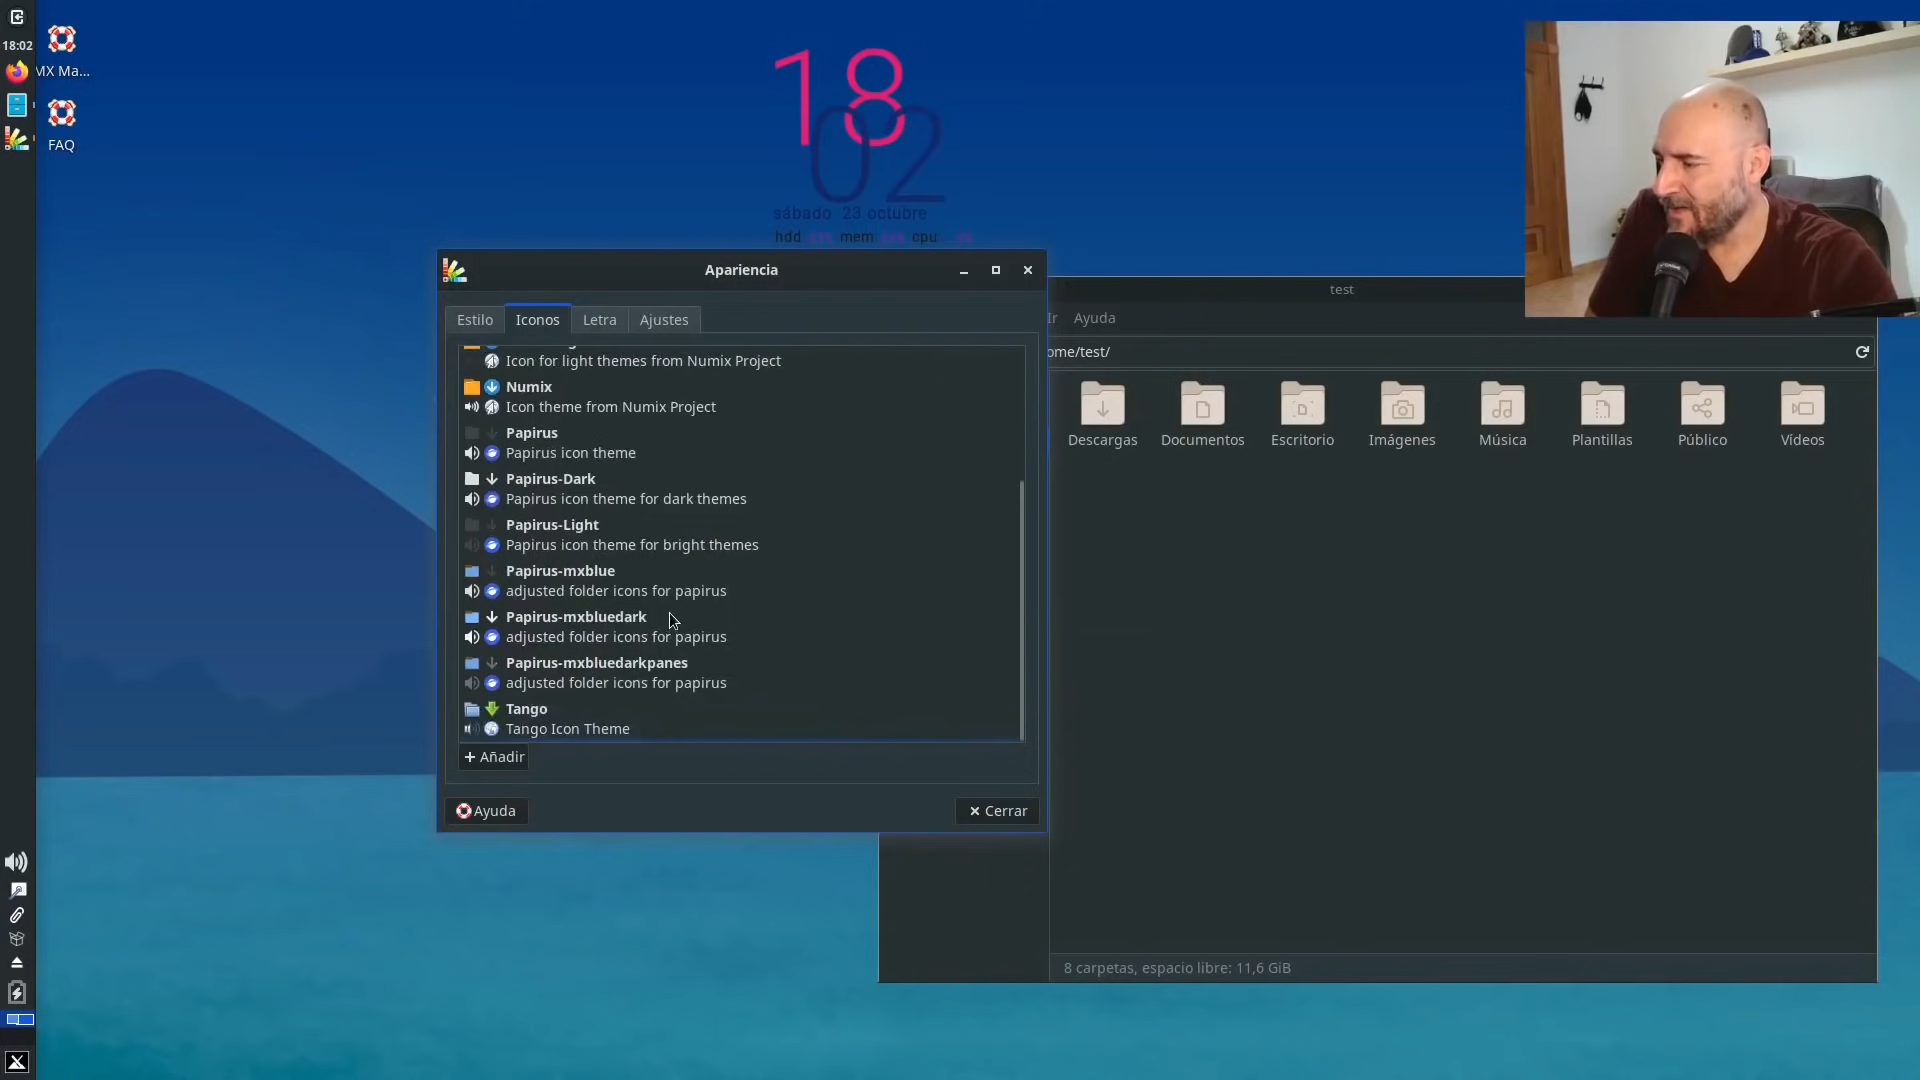 18:02
MX Ma...
FAQ
18
02
sábado 23 octubre
hdd: mem: cpu:
Apariencia
Estilo
Iconos
Letra
Ajustes
Icon for light themes from Numix Project
Numix
Icon theme from Numix Project
Papirus
Papirus icon theme
Papirus-Dark
Papirus icon theme for dark themes
Papirus-Light
Papirus icon theme for bright themes
Papirus-mxblue
adjusted folder icons for papirus
Papirus-mxbluedark
adjusted folder icons for papirus
Papirus-mxbluedarkpanes
adjusted folder icons for papirus
Tango
Tango Icon Theme
Añadir
Ayuda
Cerrar
test
Ir Ayuda
ome/test/
Descargas
Documentos
Escritorio
Imágenes
Música
Plantillas
Público
Vídeos
8 carpetas, espacio libre: 11,6 GiB